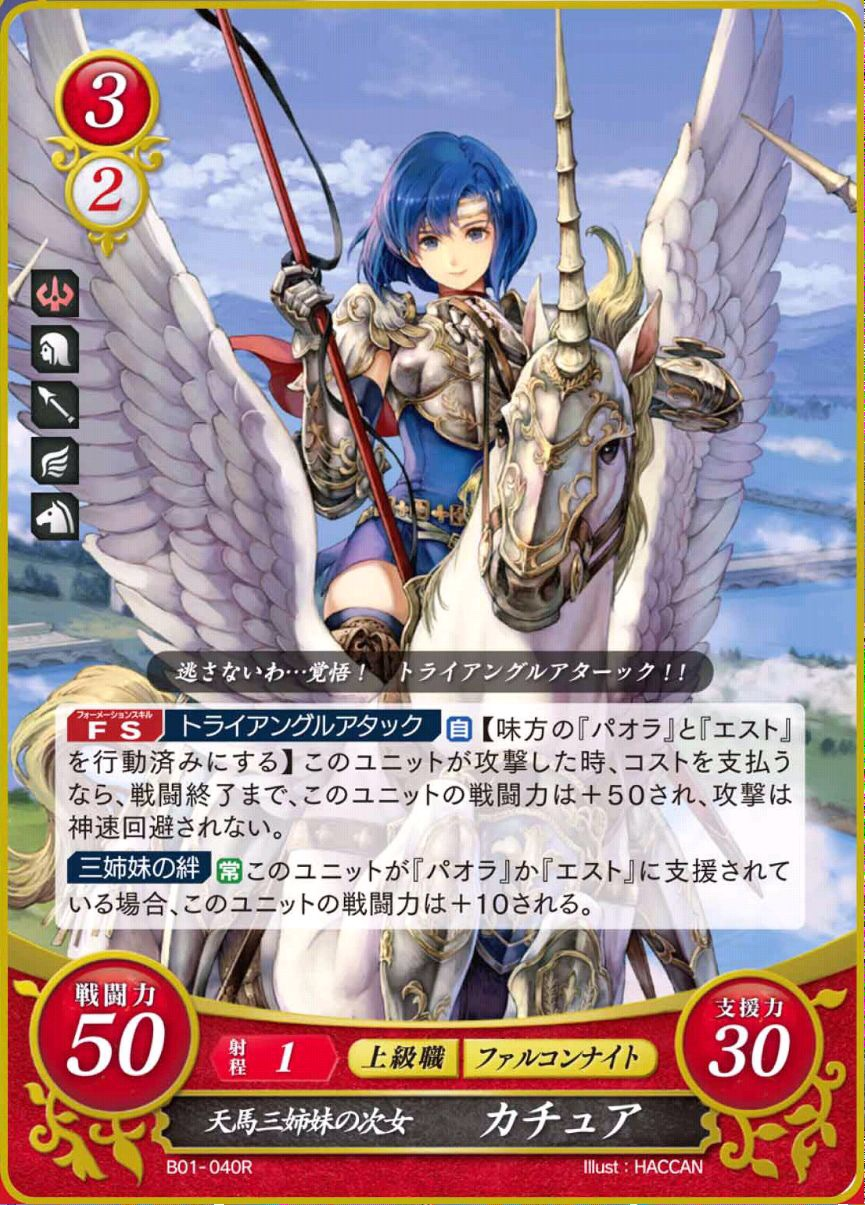 3
2
逃さないわ…覚悟！ トライアングルアターック！！
フォーメーションスキル
FS トライアングルアタック 自【味方の『パオラ』と『エスト』
を行動済みにする】このユニットが攻撃した時、コストを支払う
なら、戦闘終了まで、このユニットの戦闘力は＋５０され、攻撃は
神速回避されない。
三姉妹の絆 常 このユニットが『パオラ』か『エスト』に支援されて
いる場合、このユニットの戦闘力は＋１０される。
戦闘力
50
射程 1 上級職 ファルコンナイト
支援力
30
天馬三姉妹の次女 カチュア
B01-040R Illust：HACCAN